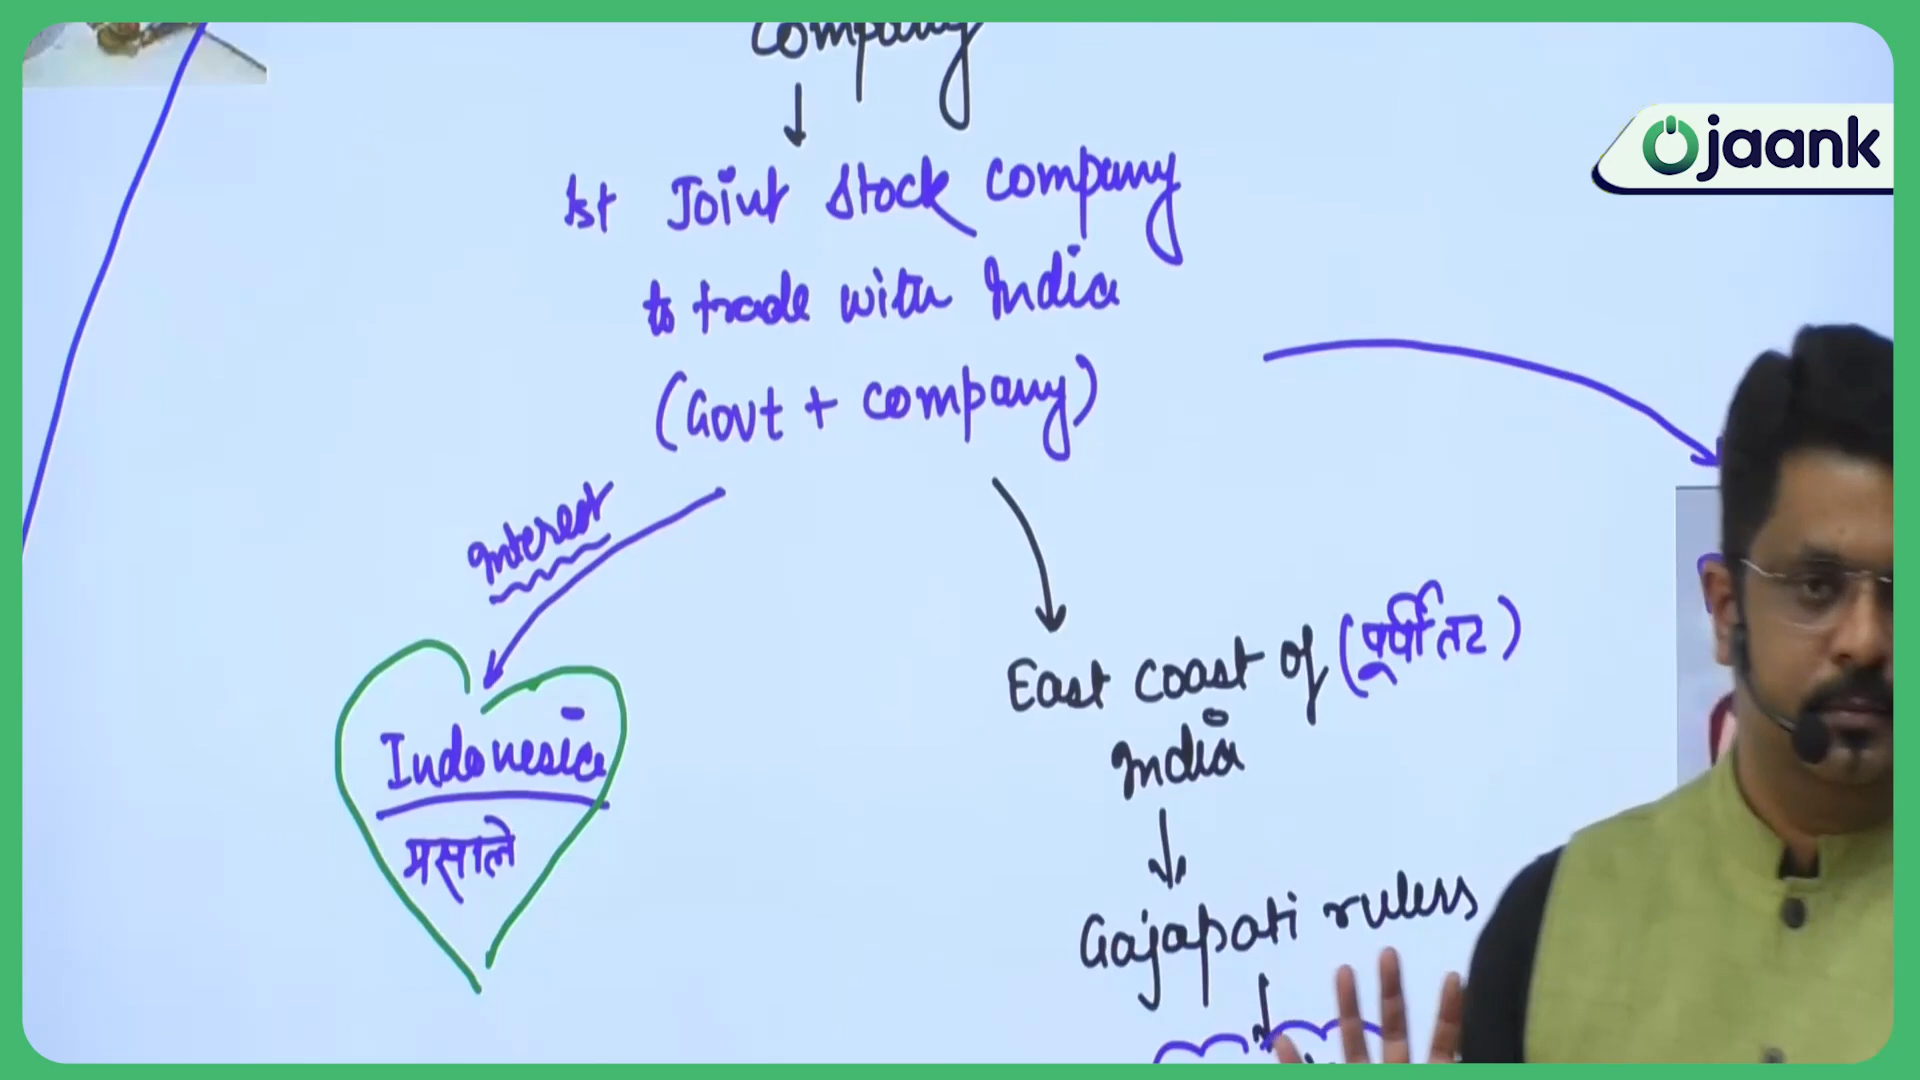 Company
ojaank
1st Joint Stock Company
to trade with India
(Govt + company)
Interest
East Coast of (पूर्वी तट)
India
Indonesia
मसाले
Gajapati rulers